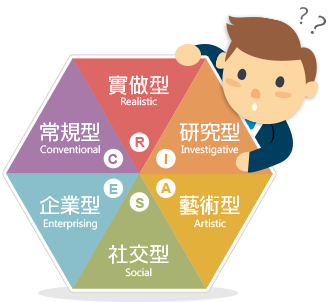 ? ?
實做型
Realistic
常規型
Conventional
研究型
Investigative
R
C
I
E
A
S
企業型
Enterprising
藝術型
Artistic
社交型
Social